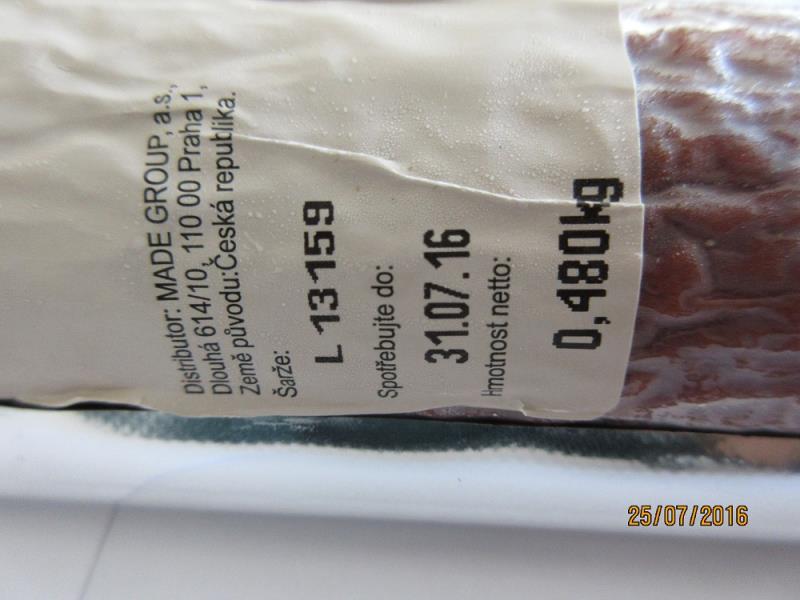 Distributor: MADE GROUP, a.s.,
Dlouhá 614/10, 110 00 Praha 1,
Země původu:Česká republika.
Šarže:
L 13159
Spotřebujte do:
31.07.16
Hmotnost netto:
0,480kg
25/07/2016